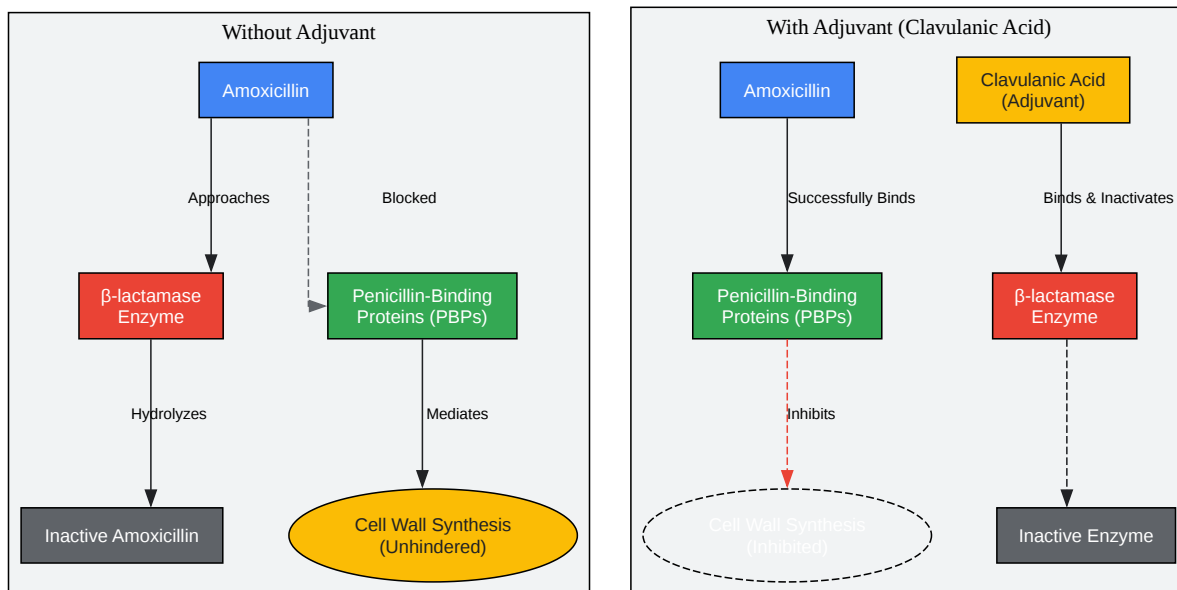 Without Adjuvant
Amoxicillin
Approaches
Blocked
β-lactamase
Enzyme
Penicillin-Binding
Proteins (PBPs)
Hydrolyzes
Mediates
Inactive Amoxicillin
Cell Wall Synthesis
(Unhindered)
With Adjuvant (Clavulanic Acid)
Amoxicillin
Clavulanic Acid
(Adjuvant)
Successfully Binds
Binds & Inactivates
Penicillin-Binding
Proteins (PBPs)
β-lactamase
Enzyme
Inhibits
Cell Wall Synthesis
(Inhibited)
Inactive Enzyme